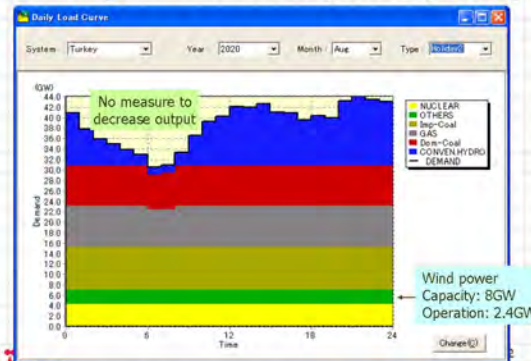 Daily Load Curve
System Turkey Year 2020 Month Aug Type Holiday2
(GW)
No measure to
decrease output
44.0
42.0
40.0
38.0
36.0
34.0
32.0
30.0
28.0
26.0
24.0
22.0
20.0
18.0
16.0
14.0
12.0
10.0
8.0
6.0
4.0
2.0
0.0
Demand
NUCLEAR
OTHERS
Imp-Coal
GAS
Dom-Coal
CONVEN.HYDRO
DEMAND
Wind power
Capacity: 8GW
Operation: 2.4GW
0 6 12 18 24
Time
Change(C)